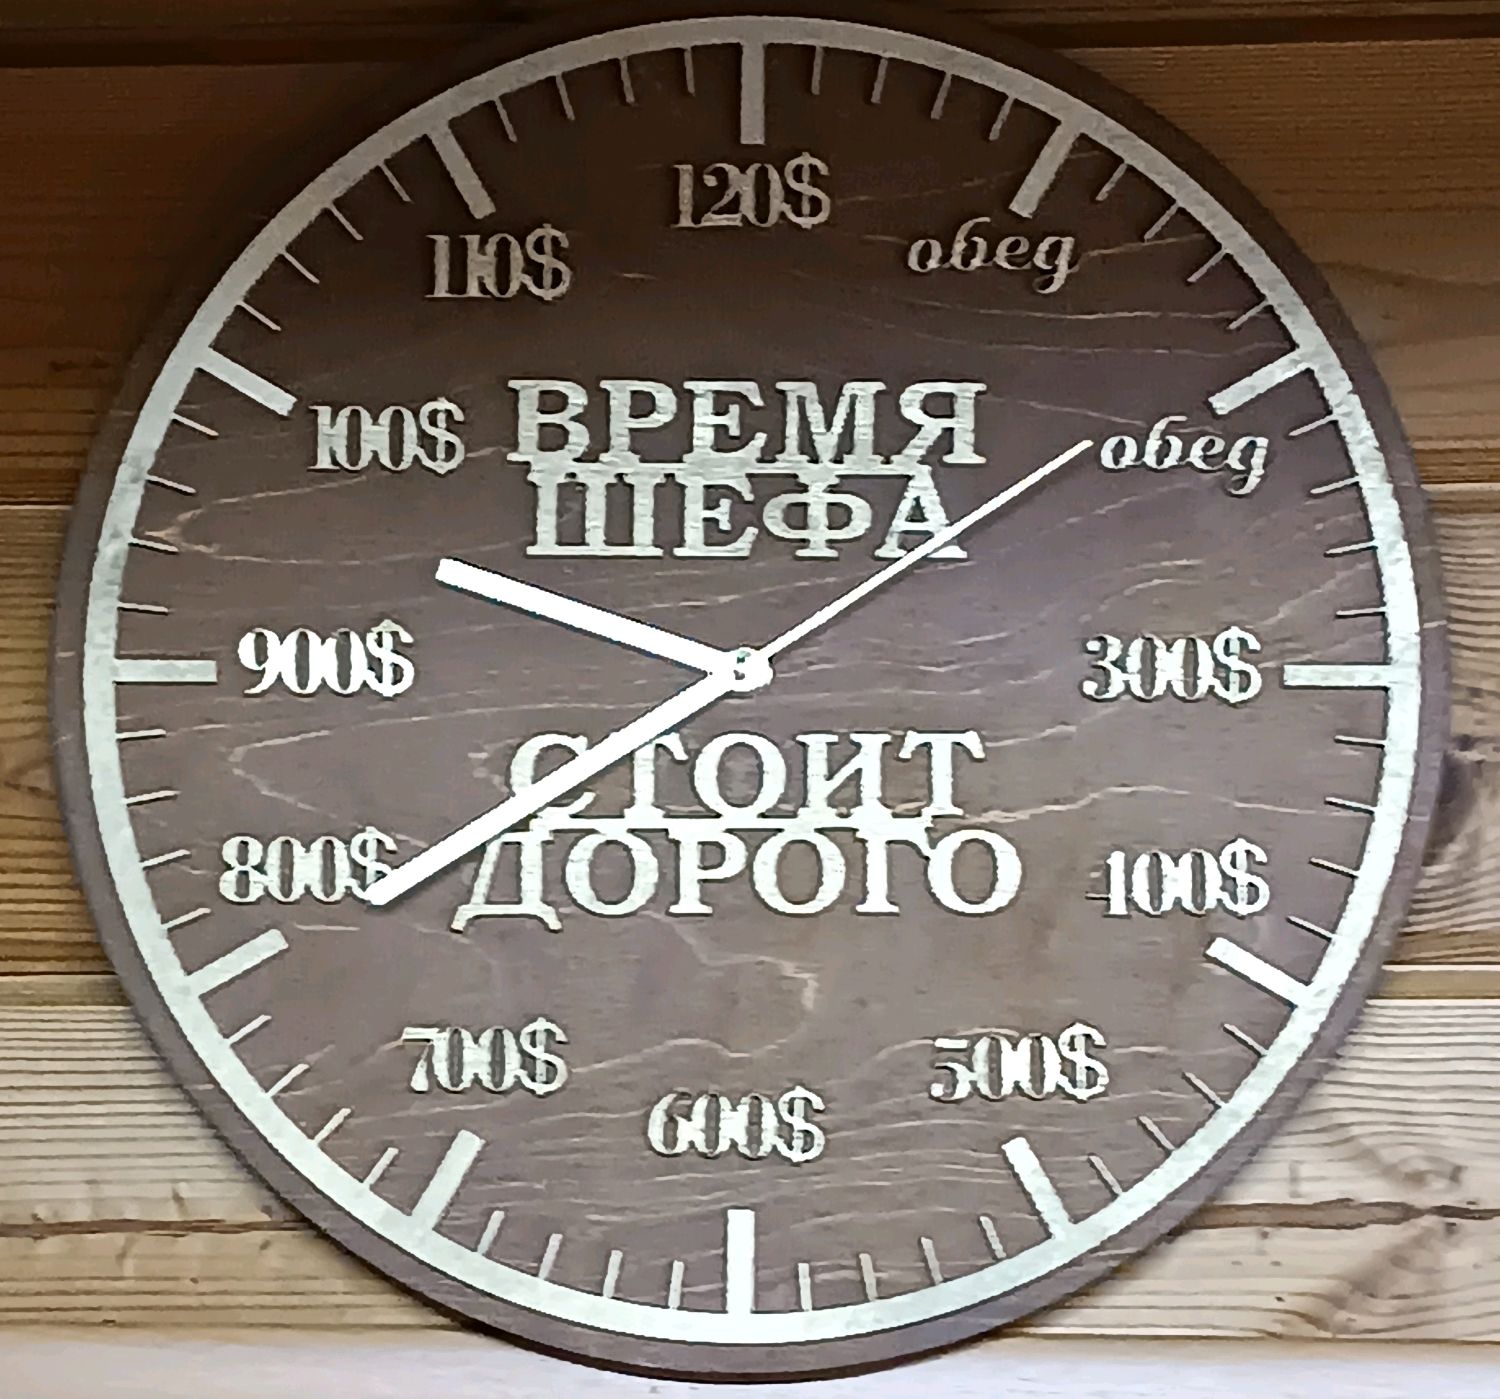 120$
110$
обед
100$
ВРЕМЯ
ШЕФА
обед
900$
300$
СТОИТ
800$
ДОРОГО
100$
700$
500$
600$